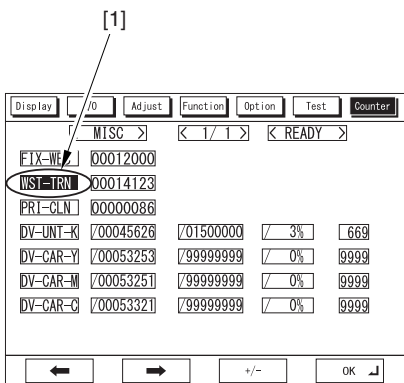 [1]
Display I/O Adjust Function Option Test Counter
< MISC > < 1/ 1 > < READY >
FIX-WEB 00012000
WST-TRN 00014123
PRI-CLN 00000086
DV-UNT-K /00045626 /01500000 / 3% 669
DV-CAR-Y /00053253 /99999999 / 0% 9999
DV-CAR-M /00053251 /99999999 / 0% 9999
DV-CAR-C /00053321 /99999999 / 0% 9999
+/- OK